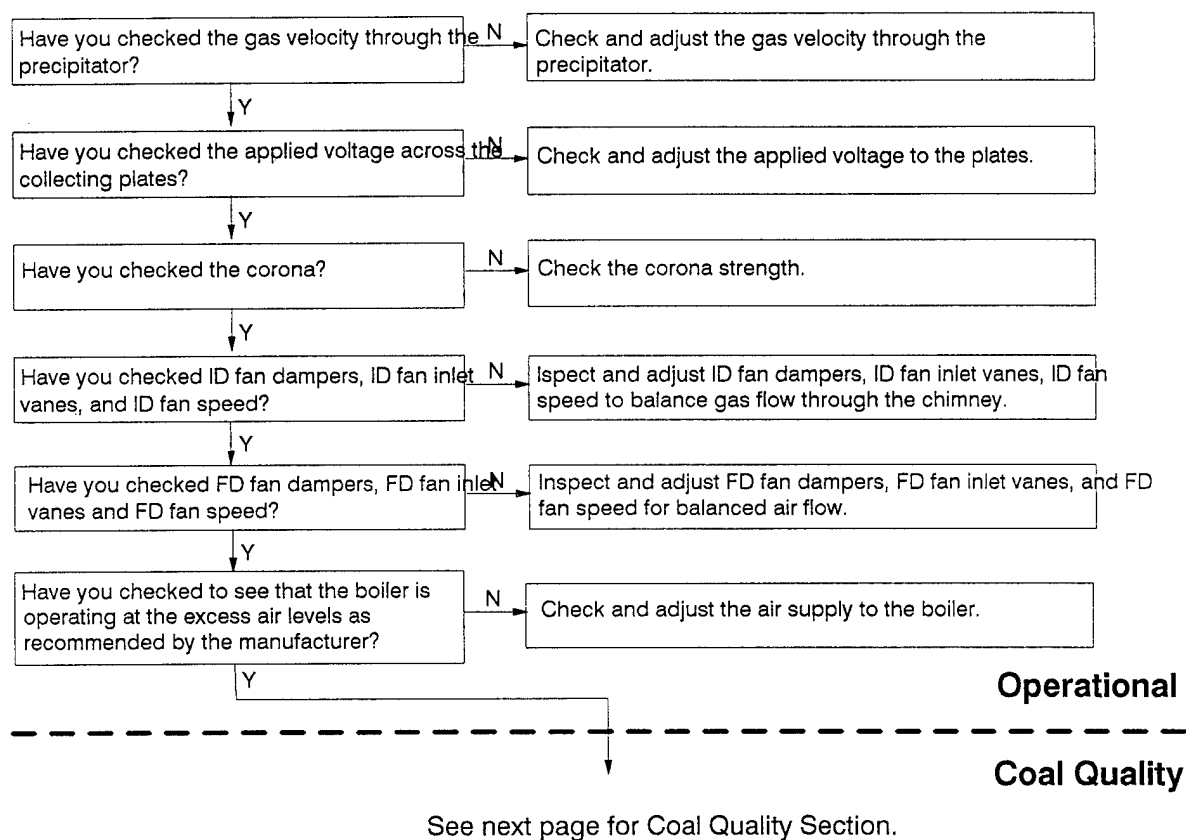 Have you checked the gas velocity through the
precipitator?
N
Check and adjust the gas velocity through the
precipitator.
Y
Have you checked the applied voltage across the
collecting plates?
N
Check and adjust the applied voltage to the plates.
Y
Have you checked the corona?
N
Check the corona strength.
Y
Have you checked ID fan dampers, ID fan inlet
vanes, and ID fan speed?
N
Ispect and adjust ID fan dampers, ID fan inlet vanes, ID fan
speed to balance gas flow through the chimney.
Y
Have you checked FD fan dampers, FD fan inlet
vanes and FD fan speed?
N
Inspect and adjust FD fan dampers, FD fan inlet vanes, and FD
fan speed for balanced air flow.
Y
Have you checked to see that the boiler is
operating at the excess air levels as
recommended by the manufacturer?
N
Check and adjust the air supply to the boiler.
Y
Operational
Coal Quality
See next page for Coal Quality Section.